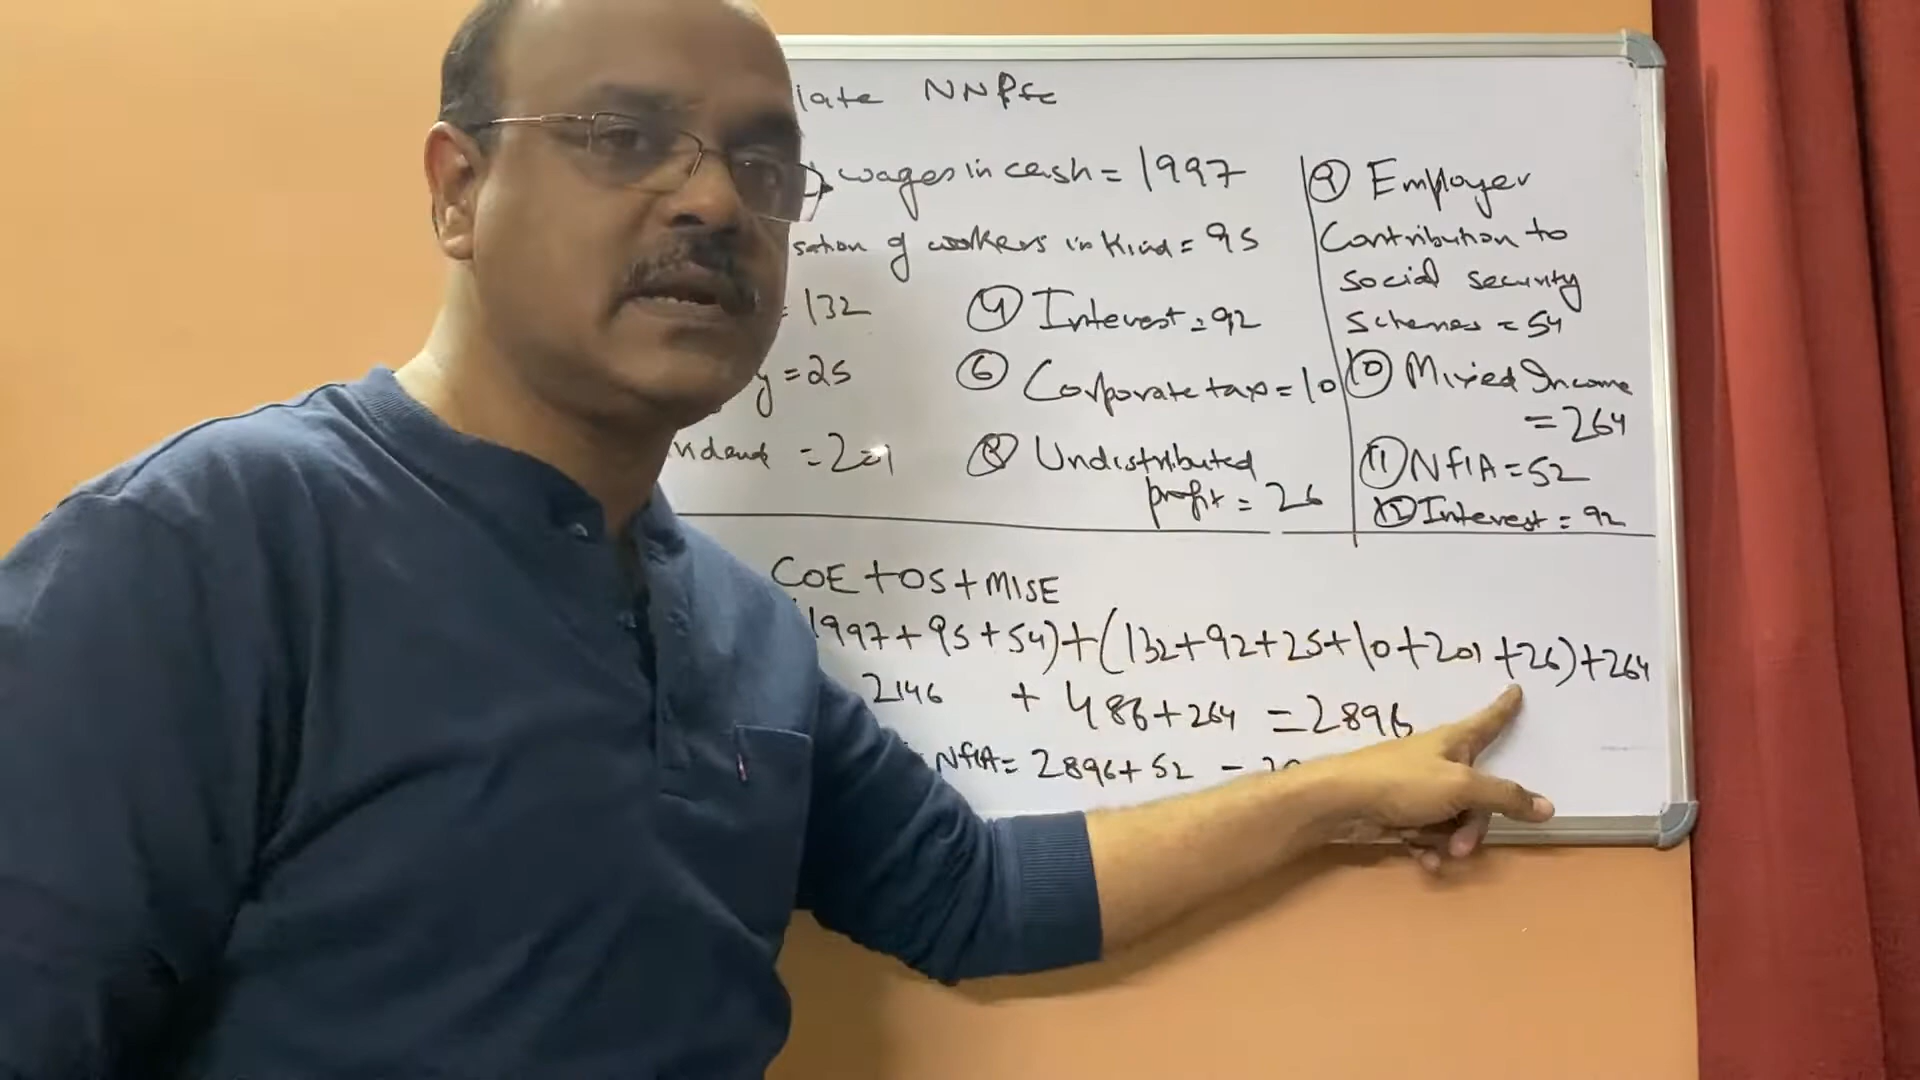 late NNPfc
wages in cash = 1997
sation of workers in Kind = 95
= 132
④ Interest = 92
y = 25
⑥ Corporate tax = 10
vidend = 201
⑧ Undistributed
profit = 26
⑨ Employer
Contribution to
social security
schemes = 54
⑩ Mixed Income
= 264
⑪ NFIA = 52
⑫ Interest = 92
COE + OS + MISE
1997 + 95 + 54) + (132 + 92 + 25 + 10 + 201 + 26) + 264
2146 + 486 + 264 = 2896
NFIA = 2896 + 52